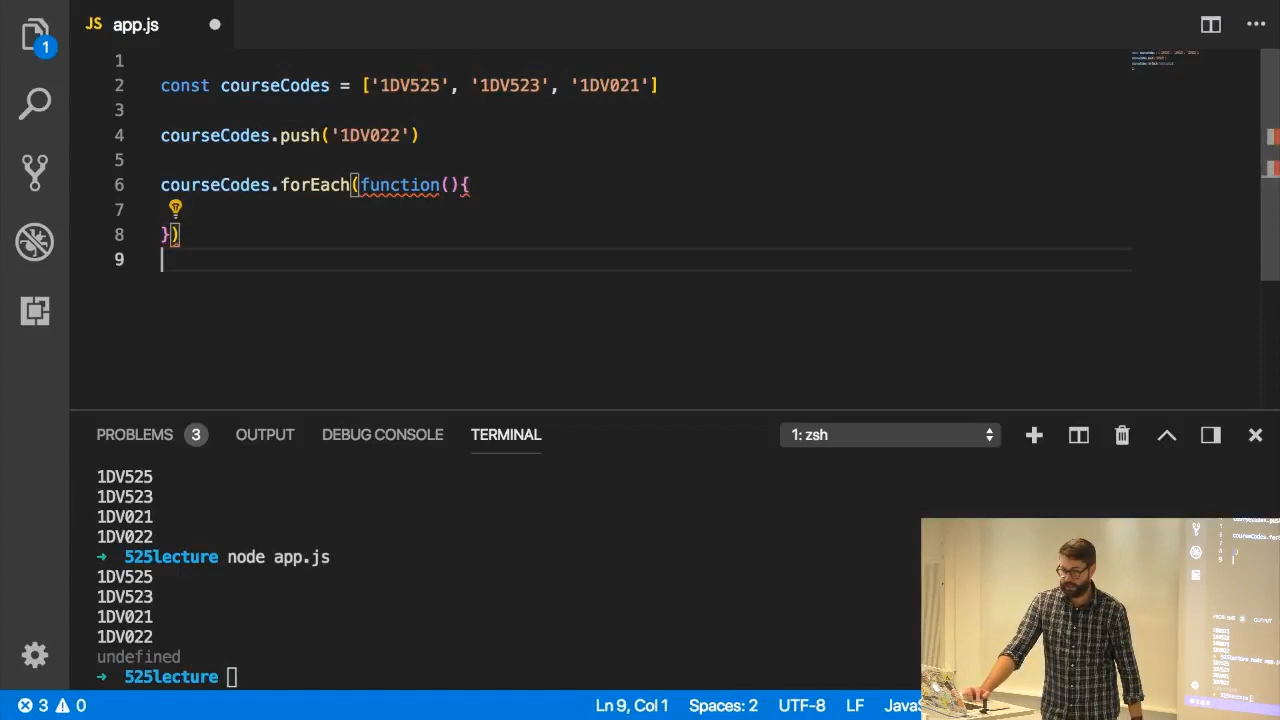 1
JS app.js
1
2 const courseCodes = ['1DV525', '1DV523', '1DV021']
3
4 courseCodes.push('1DV022')
5
6 courseCodes.forEach(function(){
7
8 })
9
PROBLEMS 3 OUTPUT DEBUG CONSOLE TERMINAL 1: zsh
1DV525
1DV523
1DV021
1DV022
→ 525lecture node app.js
1DV525
1DV523
1DV021
1DV022
undefined
→ 525lecture
3 0 Ln 9, Col 1 Spaces: 2 UTF-8 LF JavaS